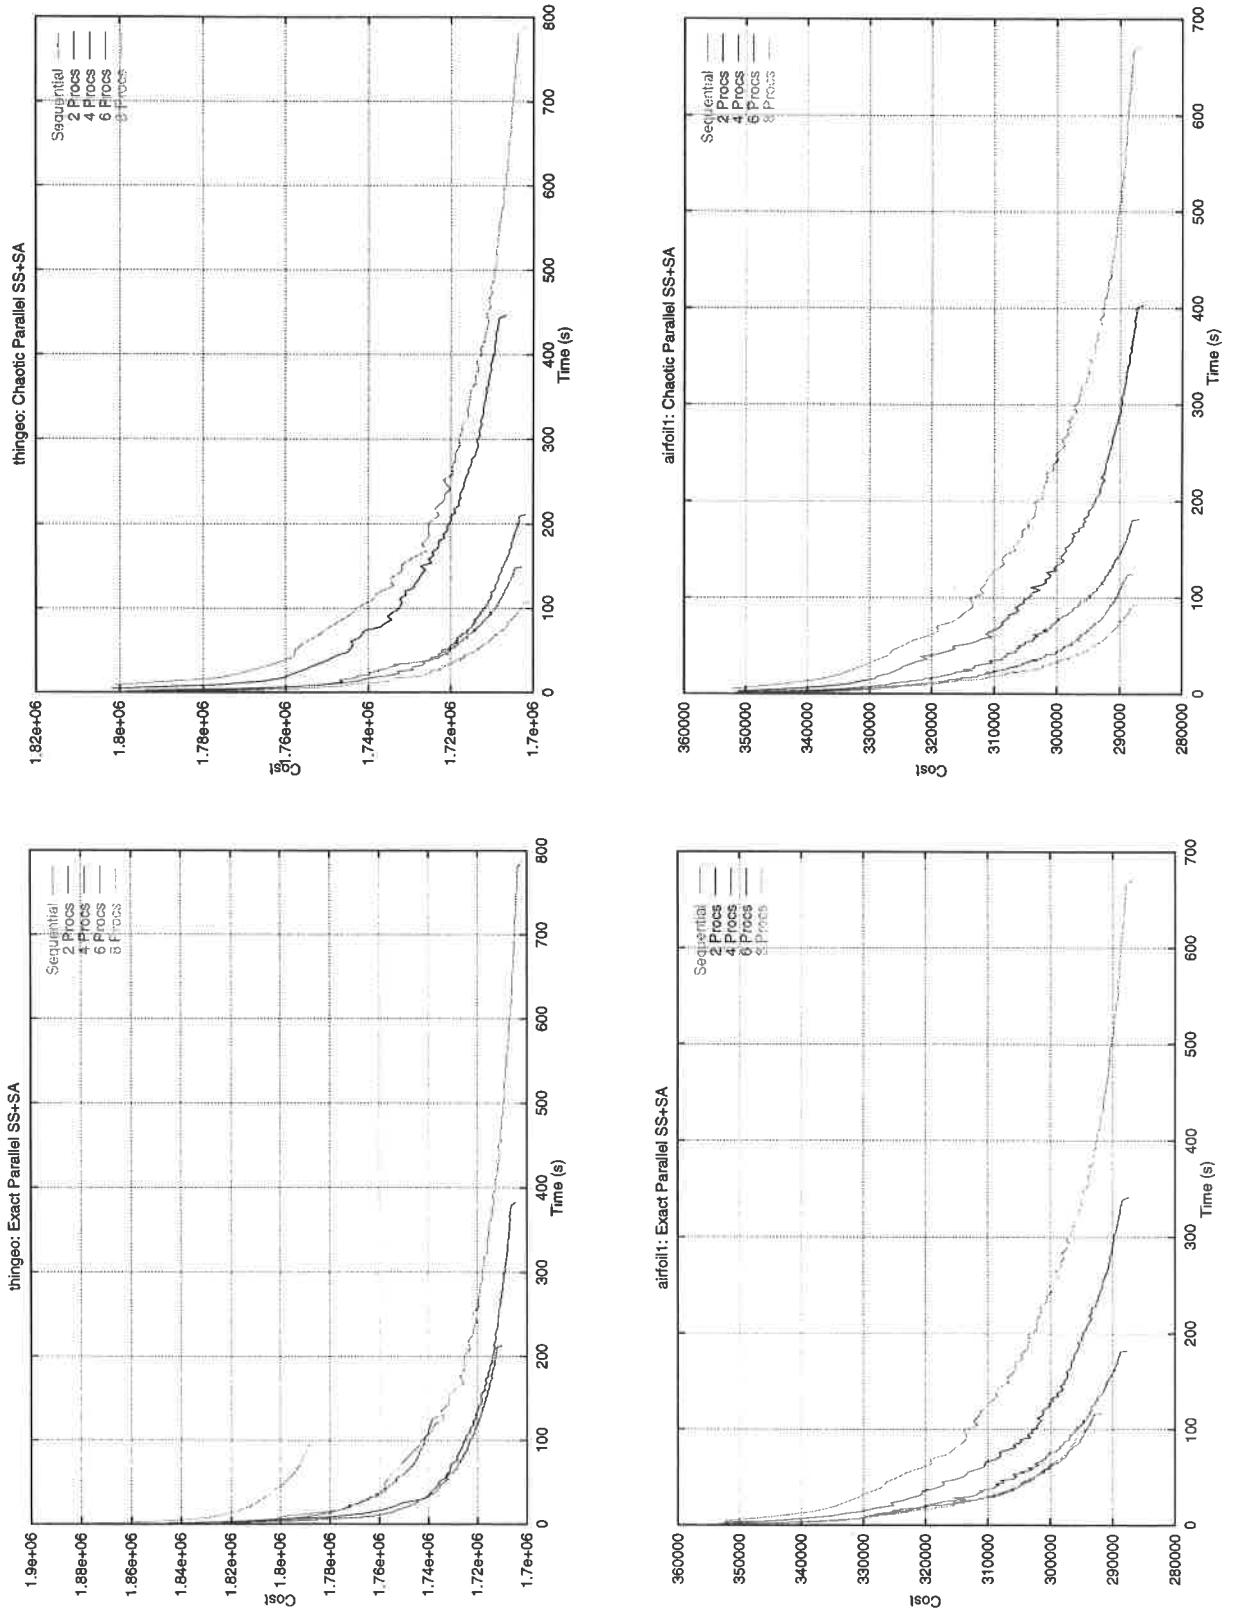 thingeo: Exact Parallel SS+SA
1.9e+06
1.88e+06
1.86e+06
1.84e+06
1.82e+06
1.8e+06
1.78e+06
1.76e+06
1.74e+06
1.72e+06
1.7e+06
Cost
0
100
200
300
400
500
600
700
800
Time (s)
Sequential
2 Procs
4 Procs
6 Procs
8 Procs
thingeo: Chaotic Parallel SS+SA
1.82e+06
1.8e+06
1.78e+06
1.76e+06
1.74e+06
1.72e+06
1.7e+06
Cost
0
100
200
300
400
500
600
700
800
Time (s)
Sequential
2 Procs
4 Procs
6 Procs
8 Procs
airfoil1: Exact Parallel SS+SA
360000
350000
340000
330000
320000
310000
300000
290000
280000
Cost
0
100
200
300
400
500
600
700
Time (s)
Sequential
2 Procs
4 Procs
6 Procs
8 Procs
airfoil1: Chaotic Parallel SS+SA
360000
350000
340000
330000
320000
310000
300000
290000
280000
Cost
0
100
200
300
400
500
600
700
Time (s)
Sequential
2 Procs
4 Procs
6 Procs
8 Procs